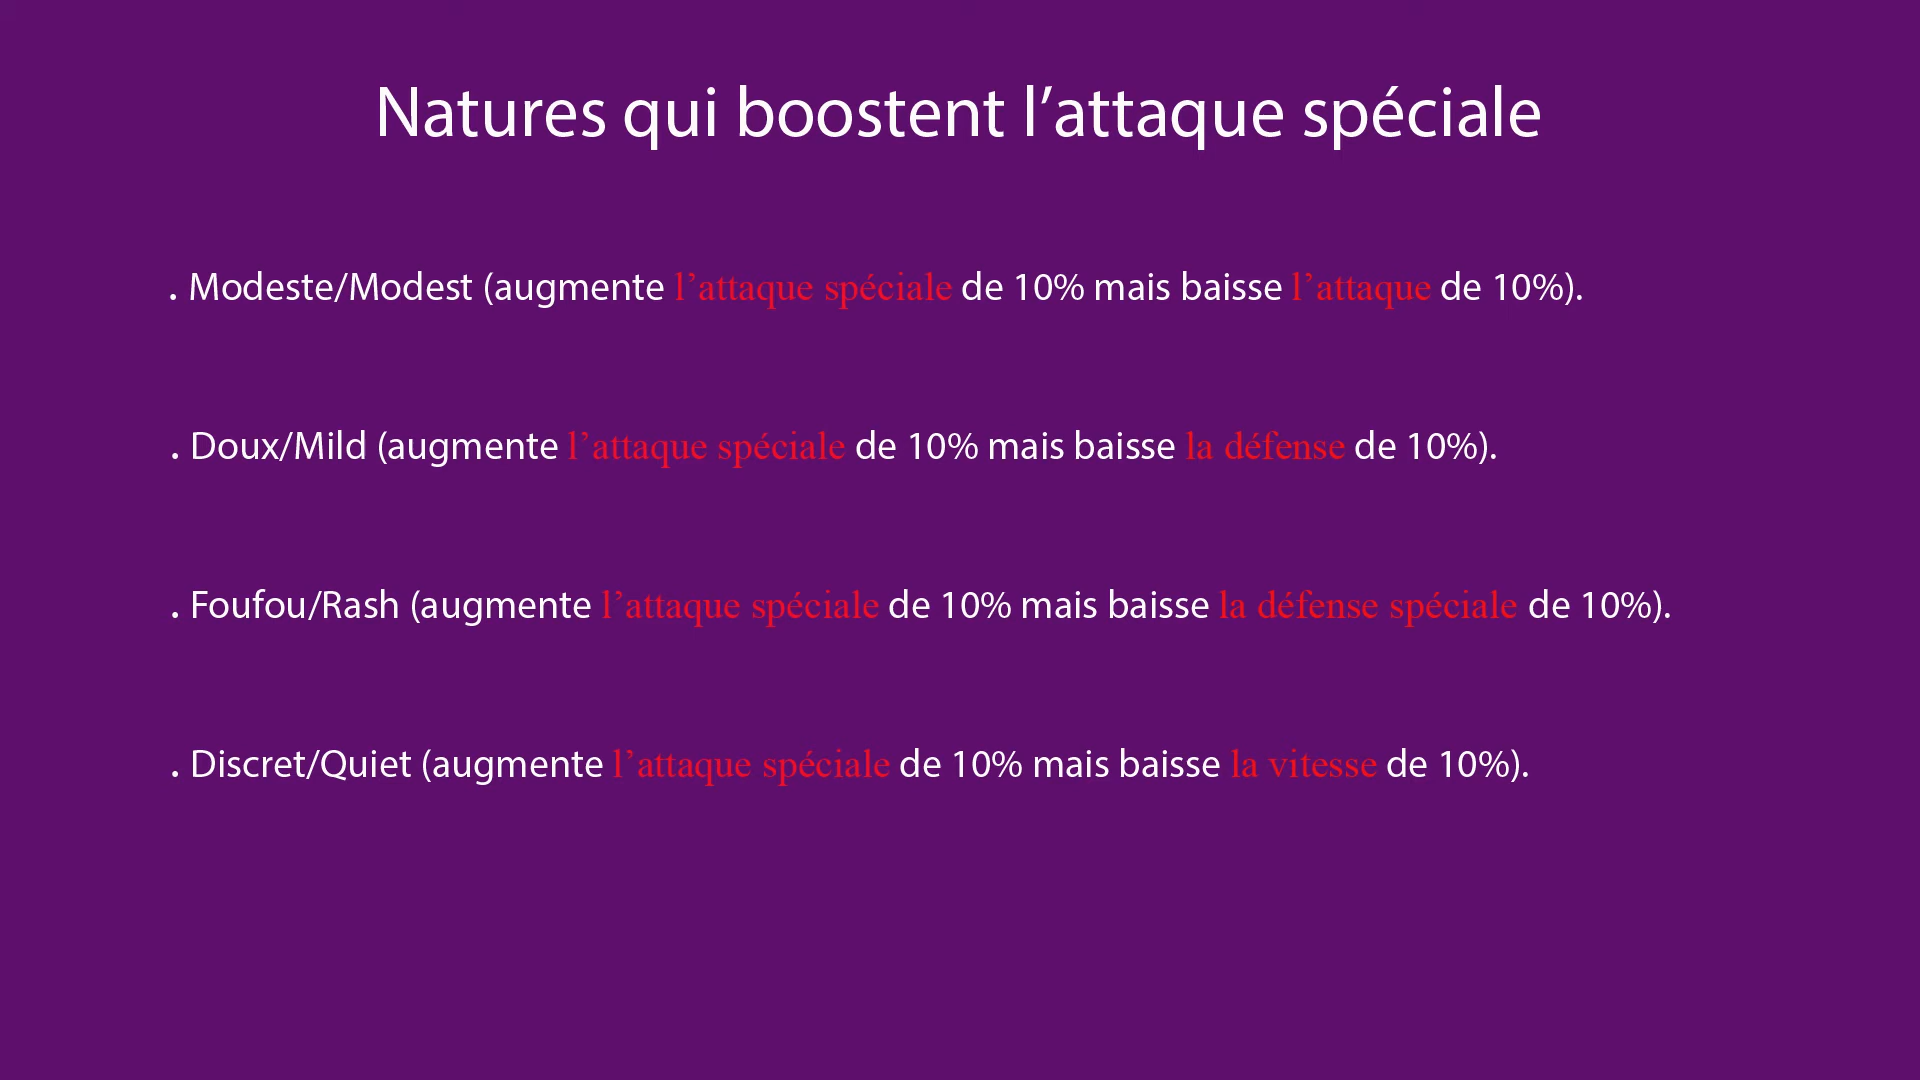 Natures qui boostent l’attaque spéciale
. Modeste/Modest (augmente l’attaque spéciale de 10% mais baisse l’attaque de 10%).
. Doux/Mild (augmente l’attaque spéciale de 10% mais baisse la défense de 10%).
. Foufou/Rash (augmente l’attaque spéciale de 10% mais baisse la défense spéciale de 10%).
. Discret/Quiet (augmente l’attaque spéciale de 10% mais baisse la vitesse de 10%).